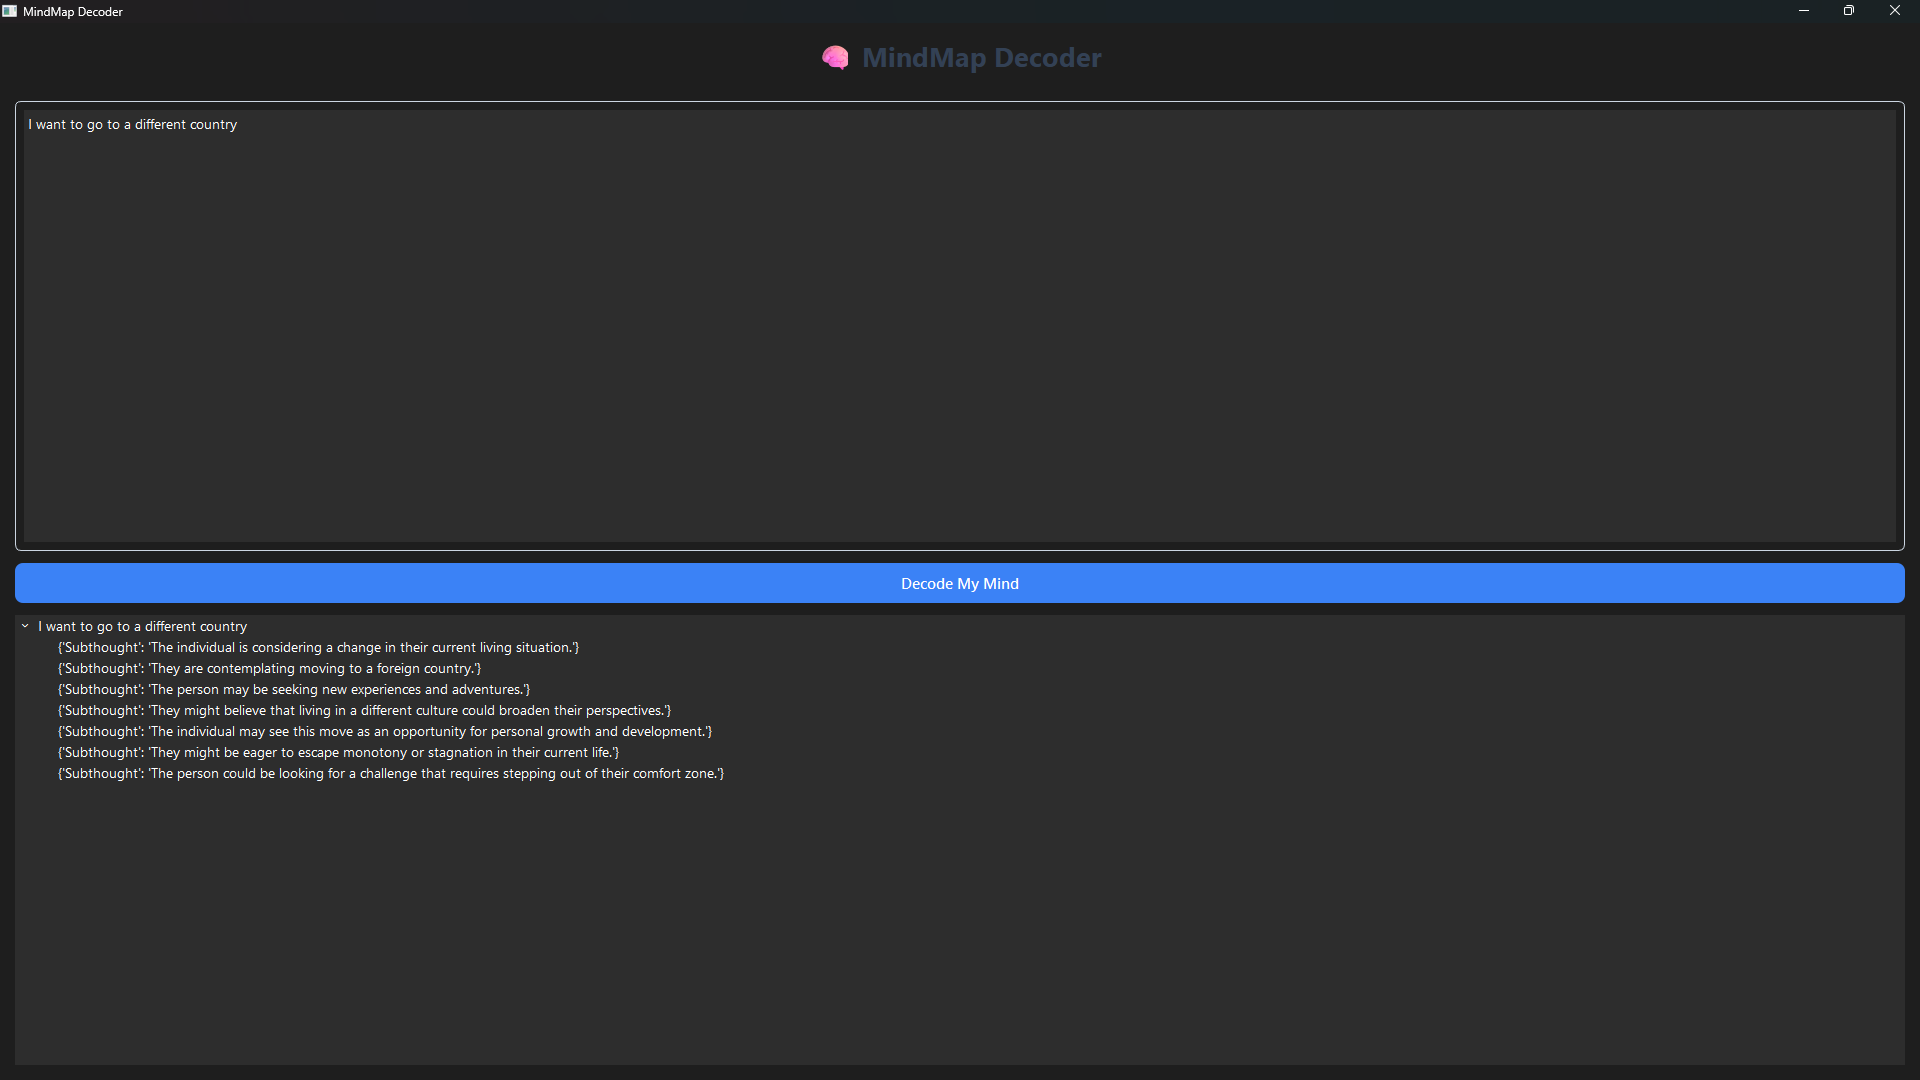 MindMap Decoder
MindMap Decoder
I want to go to a different country
Decode My Mind
I want to go to a different country
{'Subthought': 'The individual is considering a change in their current living situation.'}
{'Subthought': 'They are contemplating moving to a foreign country.'}
{'Subthought': 'The person may be seeking new experiences and adventures.'}
{'Subthought': 'They might believe that living in a different culture could broaden their perspectives.'}
{'Subthought': 'The individual may see this move as an opportunity for personal growth and development.'}
{'Subthought': 'They might be eager to escape monotony or stagnation in their current life.'}
{'Subthought': 'The person could be looking for a challenge that requires stepping out of their comfort zone.'}